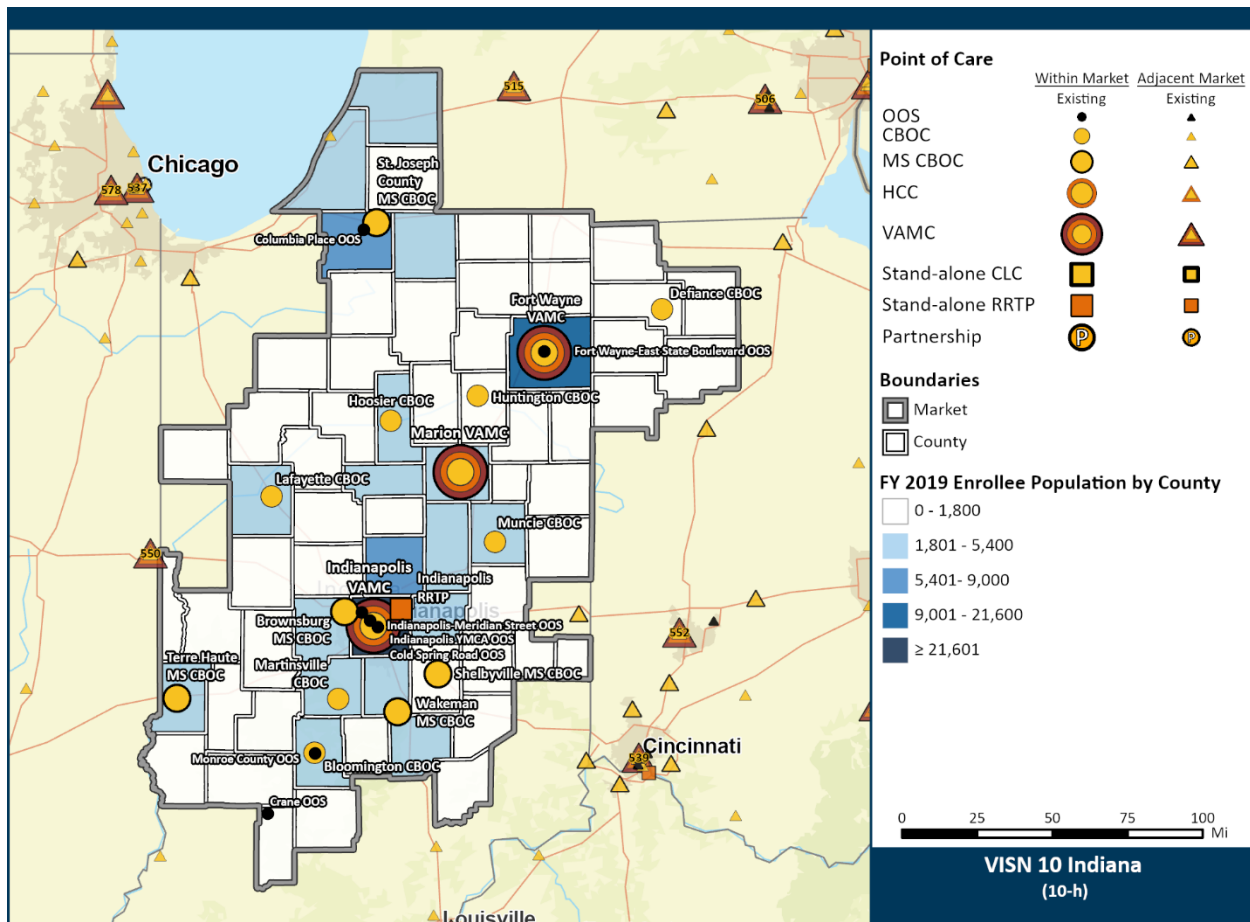 515
506
Chicago
578
537
St. Joseph
County
MS CBOC
Columbia Place OOS
Defiance CBOC
Fort Wayne
VAMC
Fort Wayne-East State Boulevard OOS
Hoosier CBOC
Huntington CBOC
Marion VAMC
Lafayette CBOC
Muncie CBOC
550
Indianapolis
VAMC
Indianapolis
RRTP
Brownsburg
MS CBOC
Indianapolis-Meridian Street OOS
Indianapolis YMCA OOS
Cold Spring Road OOS
552
Terre Haute
MS CBOC
Martinsville
CBOC
Shelbyville MS CBOC
Wakeman
MS CBOC
Monroe County OOS
Bloomington CBOC
Cincinnati
539
Crane OOS
Louisville
Point of Care
Within Market Adjacent Market
Existing Existing
OOS
CBOC
MS CBOC
HCC
VAMC
Stand-alone CLC
Stand-alone RRTP
Partnership P P
Boundaries
Market
County
FY 2019 Enrollee Population by County
0 - 1,800
1,801 - 5,400
5,401- 9,000
9,001 - 21,600
≥ 21,601
0 25 50 75 100
Mi
VISN 10 Indiana
(10-h)